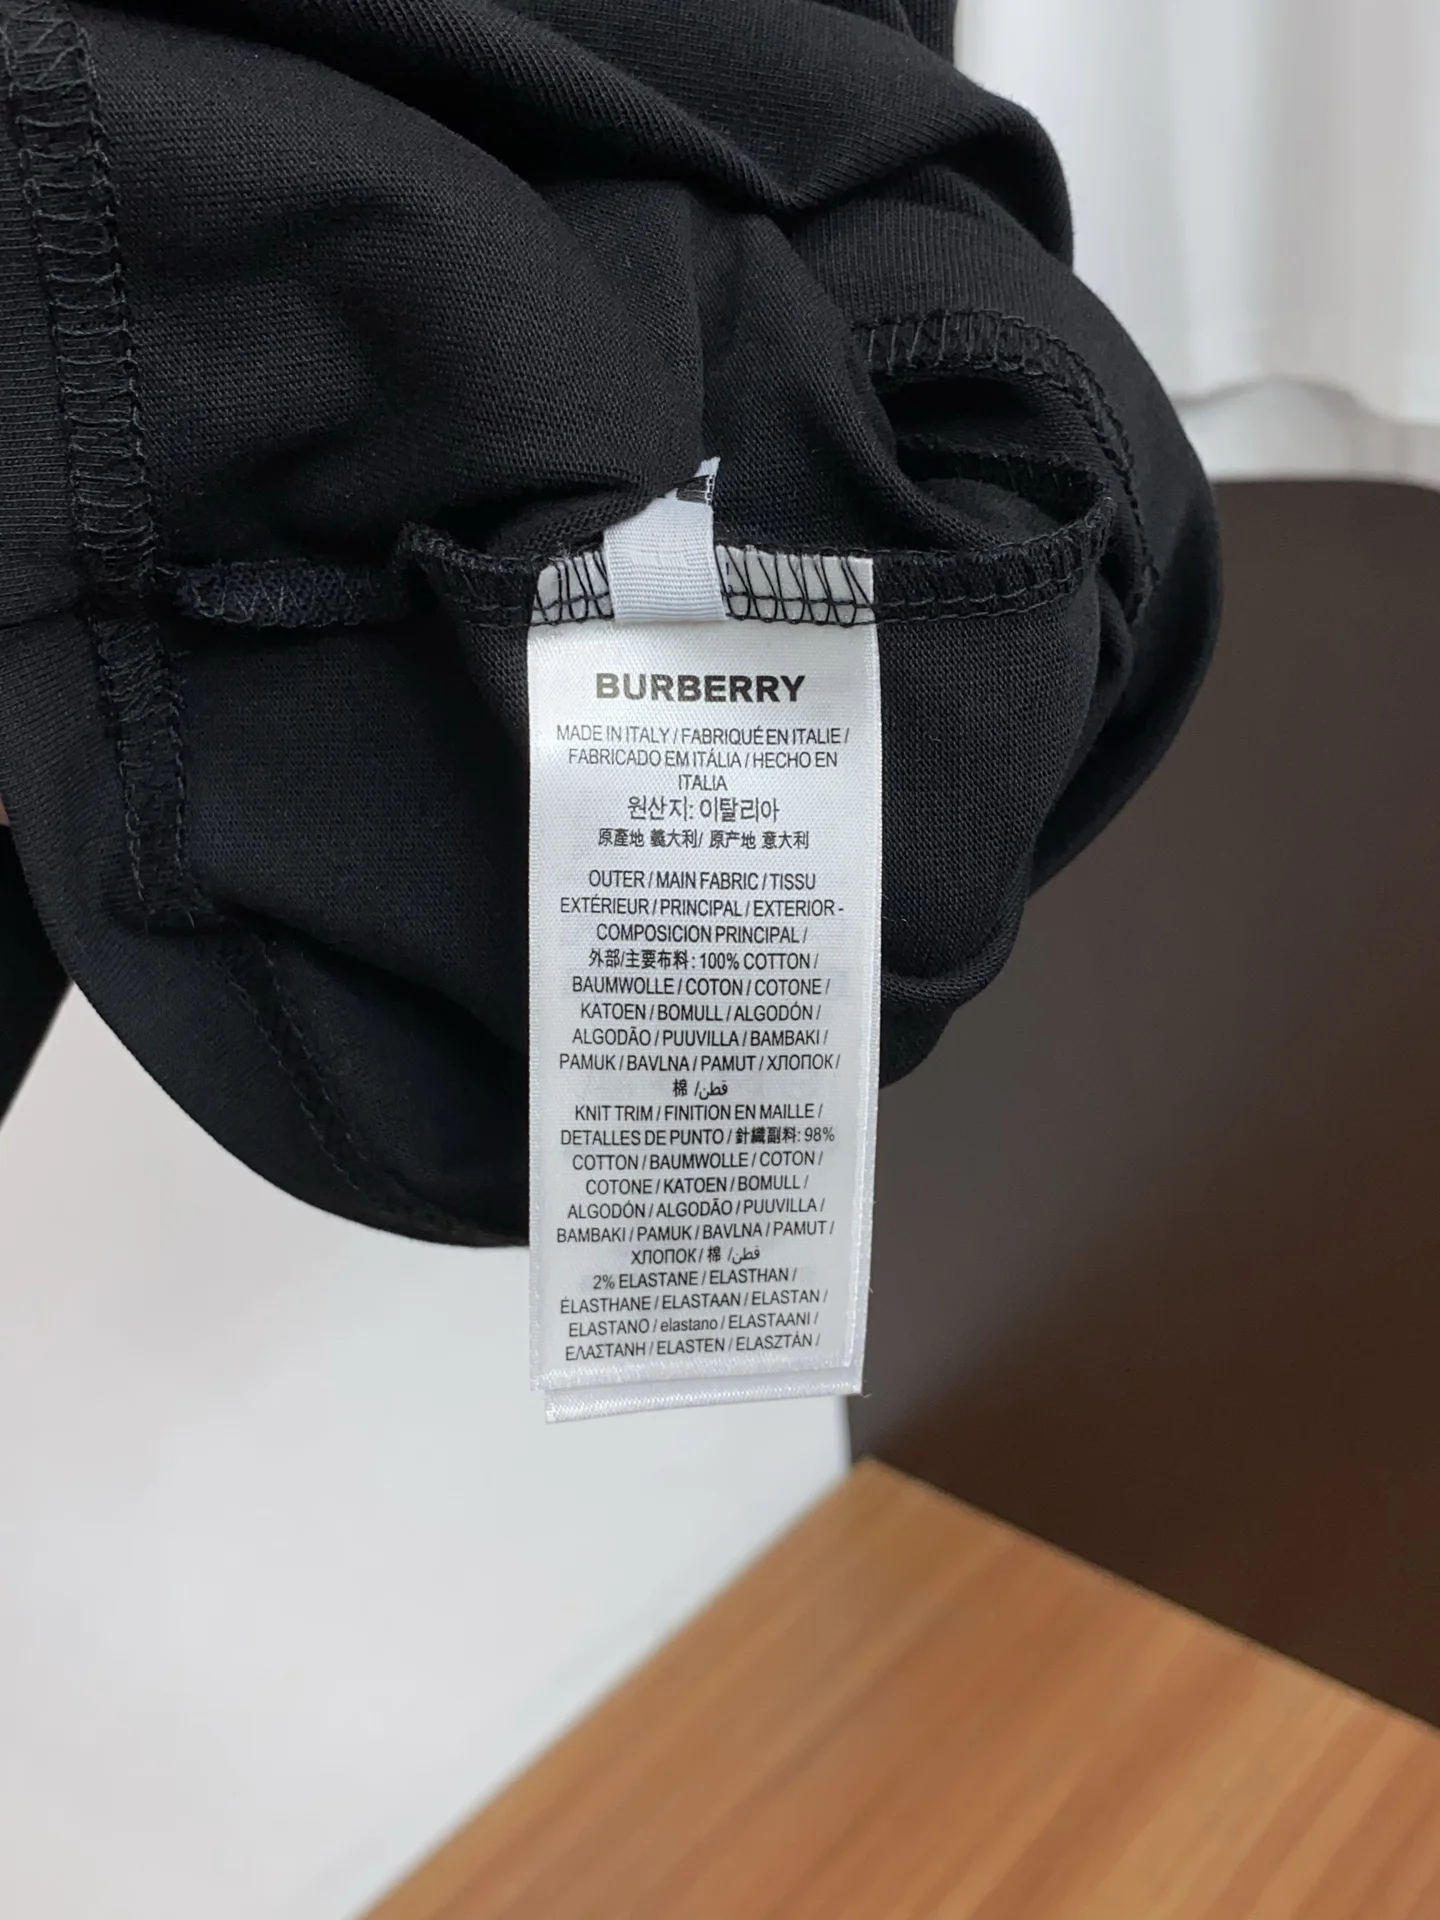 BURBERRY
MADE IN ITALY / FABRIQUÉ EN ITALIE /
FABRICADO EM ITÁLIA / HECHO EN
ITALIA
원산지: 이탈리아
原產地 義大利/ 原产地 意大利
OUTER / MAIN FABRIC / TISSU
EXTÉRIEUR / PRINCIPAL / EXTERIOR -
COMPOSICION PRINCIPAL /
外部/主要布料: 100% COTTON /
BAUMWOLLE / COTON / COTONE /
KATOEN / BOMULL / ALGODÓN /
ALGODÃO / PUUVILLA / BAMBAKI /
PAMUK / BAVLNA / PAMUT / ХЛОПОК /
棉 /قطن
KNIT TRIM / FINITION EN MAILLE /
DETALLES DE PUNTO / 針織副料: 98%
COTTON / BAUMWOLLE / COTON /
COTONE / KATOEN / BOMULL /
ALGODÓN / ALGODÃO / PUUVILLA /
BAMBAKI / PAMUK / BAVLNA / PAMUT /
ХЛОПОК / 棉 /قطن
2% ELASTANE / ELASTHAN /
ÉLASTHANE / ELASTAAN / ELASTAN /
ELASTANO / elastano / ELASTAANI /
ΕΛΑΣΤΑΝΗ / ELASTEN / ELASZTÁN /